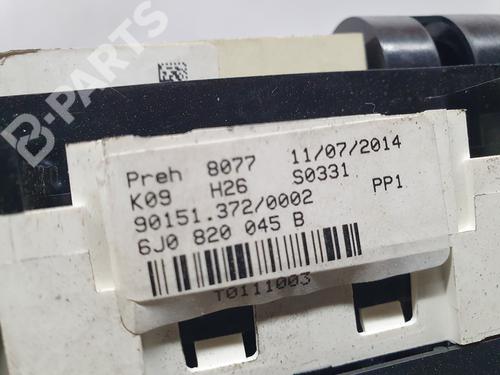 B-PARTS
Preh 8077 11/07/2014
K09 H26 S0331
90151.372/0002 PP1
6J0 820 045 B
T0111003